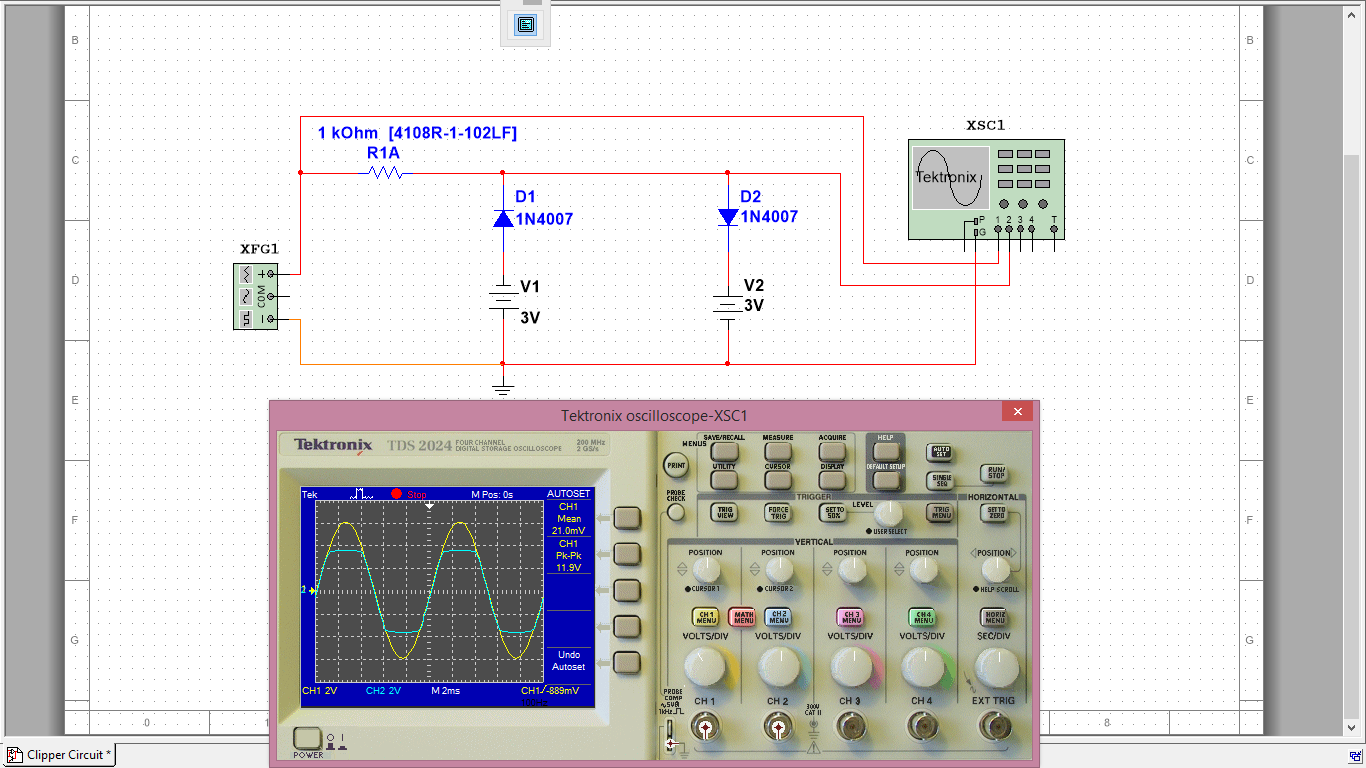 B
B
XSC1
1 kOhm [4108R-1-102LF]
R1A
C
C
Tektronix
D1
1N4007
D2
1N4007
P 1 2 3 4 T
G
XFG1
COM
D
D
V1
3V
V2
3V
E
E
Tektronix oscilloscope-XSC1
Tektronix TDS 2024 FOUR CHANNEL
DIGITAL STORAGE OSCILLOSCOPE
200 MHz
2 GS/s
MENUS SAVE/RECALL MEASURE ACQUIRE HELP
AUTO SET
PRINT
UTILITY CURSOR DISPLAY DEFAULT SETUP
SINGLE SEQ
RUN/STOP
PROBE CHECK
TRIGGER
HORIZONTAL
TRIG VIEW
FORCE TRIG
SET TO 50%
LEVEL
TRIG MENU
SET TO ZERO
USER SELECT
VERTICAL
POSITION POSITION POSITION POSITION POSITION
CURSOR 1 CURSOR 2 HELP SCROLL
CH 1 MENU
MATH MENU
CH 2 MENU
CH 3 MENU
CH 4 MENU
HORIZ MENU
VOLTS/DIV VOLTS/DIV VOLTS/DIV VOLTS/DIV SEC/DIV
PROBE COMP
~5V@
1kHz
CH 1 CH 2 CH 3 CH 4 EXT TRIG
300V
CAT II
Tek Stop M Pos: 0s AUTOSET
CH1
Mean
21.0mV
CH1
Pk-Pk
11.9V
2
Undo
Autoset
CH1 2V CH2 2V M 2ms CH1 -889mV
POWER
F
F
G
G
0 1 8
Clipper Circuit *